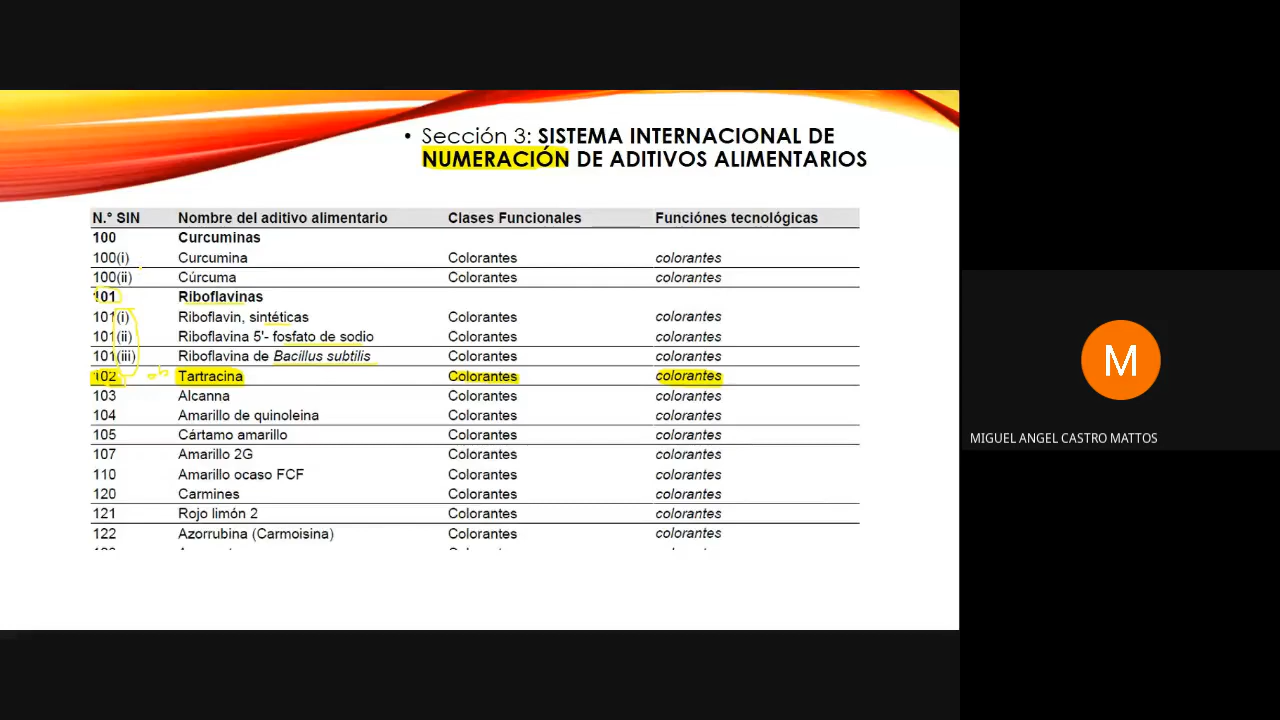 • Sección 3: SISTEMA INTERNACIONAL DE
NUMERACIÓN DE ADITIVOS ALIMENTARIOS
N.° SIN Nombre del aditivo alimentario Clases Funcionales Funciónes tecnológicas
100 Curcuminas
100(i) Curcumina Colorantes colorantes
100(ii) Cúrcuma Colorantes colorantes
101 Riboflavinas
101(i) Riboflavin, sintéticas Colorantes colorantes
101(ii) Riboflavina 5'- fosfato de sodio Colorantes colorantes
101(iii) Riboflavina de Bacillus subtilis Colorantes colorantes
102 Tartracina Colorantes colorantes
103 Alcanna Colorantes colorantes
104 Amarillo de quinoleina Colorantes colorantes
105 Cártamo amarillo Colorantes colorantes
107 Amarillo 2G Colorantes colorantes
110 Amarillo ocaso FCF Colorantes colorantes
120 Carmines Colorantes colorantes
121 Rojo limón 2 Colorantes colorantes
122 Azorrubina (Carmoisina) Colorantes colorantes
M
MIGUEL ANGEL CASTRO MATTOS